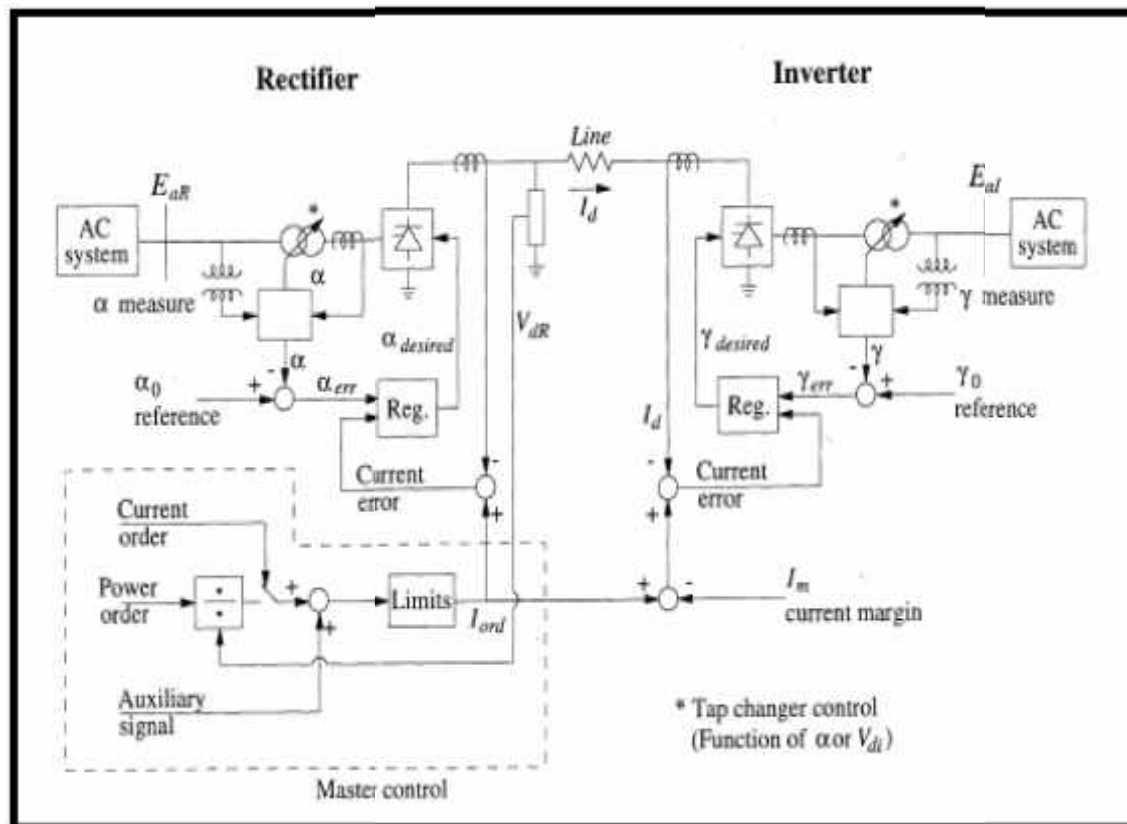 Rectifier
Inverter
Line
I_d
E_aR
E_aI
*
*
AC
system
AC
system
α
α measure
γ measure
V_dR
α_desired
γ_desired
α
-
γ
-
α_0
reference
+
α_err
Reg.
I_d
Reg.
γ_err
+
γ_0
reference
-
Current
error
+
-
Current
error
+
Current
order
Power
order
÷
+
+
Limits
I_ord
+
-
I_m
current margin
Auxiliary
signal
* Tap changer control
(Function of α or V_di)
Master control